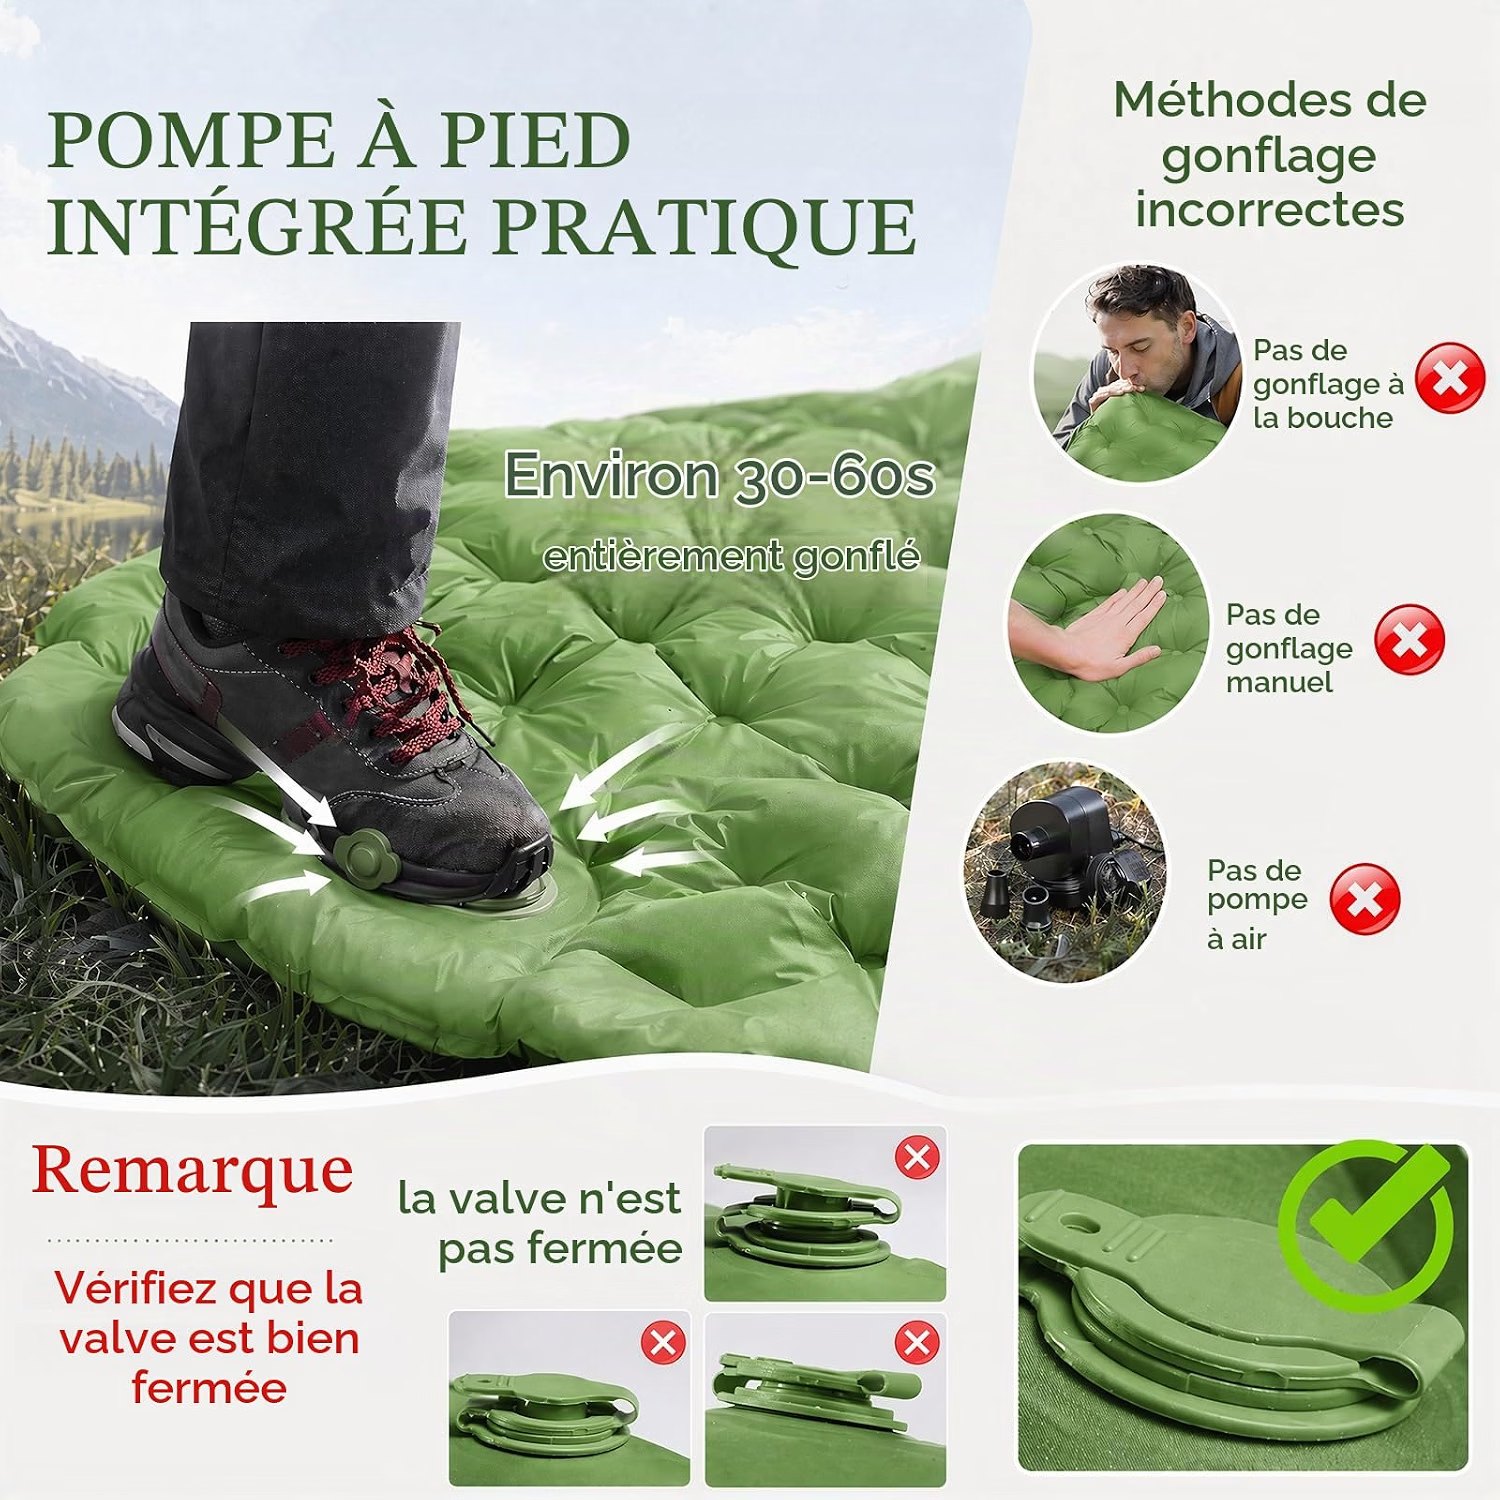 POMPE À PIED
INTÉGRÉE PRATIQUE
Environ 30-60s
entièrement gonflé
Méthodes de
gonflage
incorrectes
Pas de
gonflage à
la bouche
Pas de
gonflage
manuel
Pas de
pompe
à air
Remarque
Vérifiez que la
valve est bien
fermée
la valve n'est
pas fermée